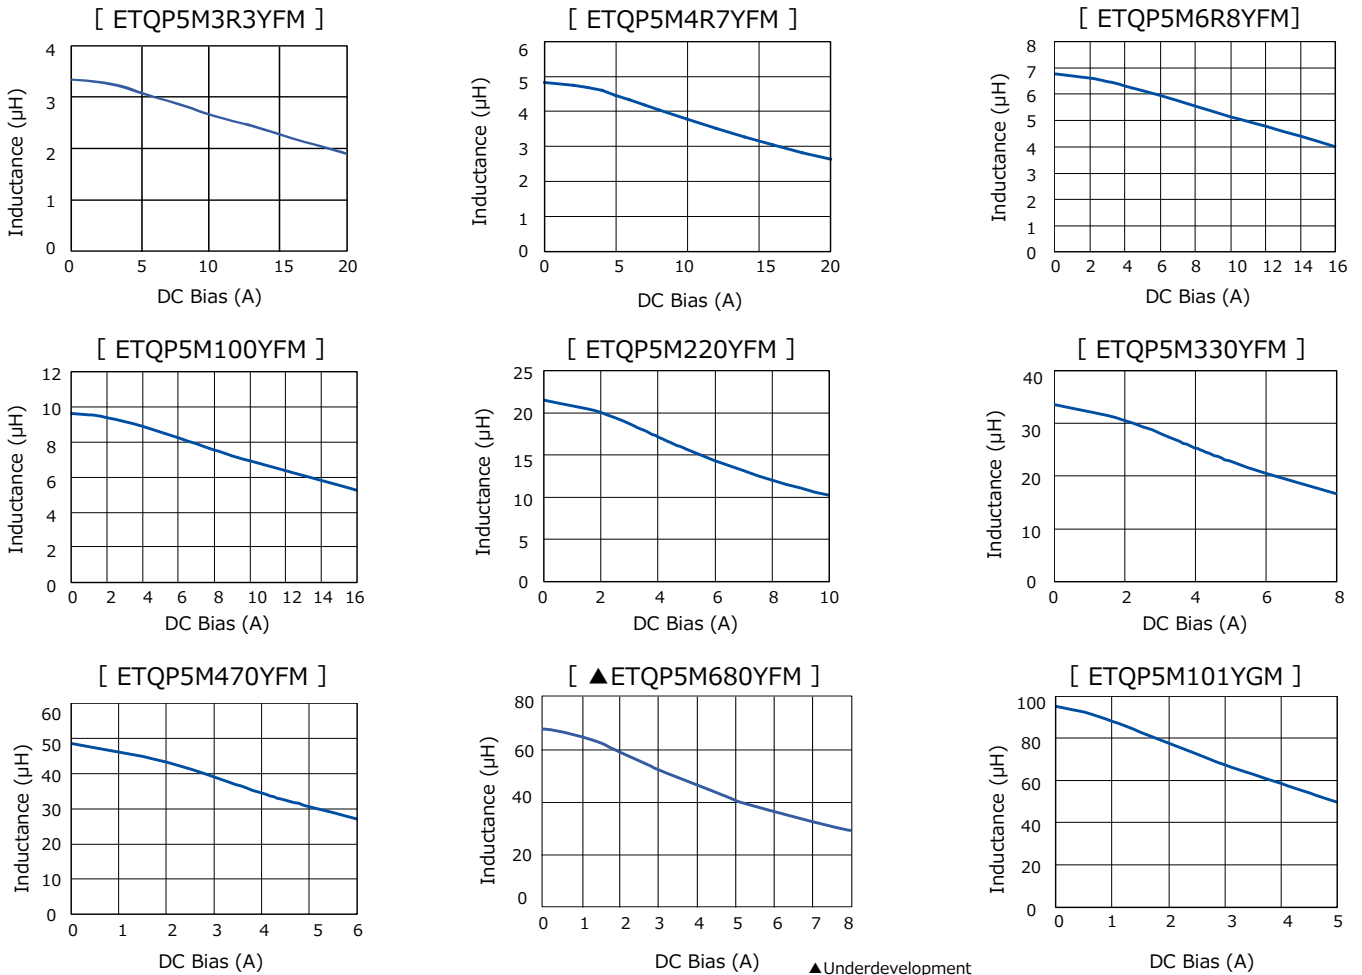 [ ETQP5M3R3YFM ]
4
3
2
1
0
0 5 10 15 20
Inductance (µH)
DC Bias (A)
[ ETQP5M4R7YFM ]
6
5
4
3
2
1
0
0 5 10 15 20
Inductance (µH)
DC Bias (A)
[ ETQP5M6R8YFM]
8
7
6
5
4
3
2
1
0
0 2 4 6 8 10 12 14 16
Inductance (µH)
DC Bias (A)
[ ETQP5M100YFM ]
12
10
8
6
4
2
0
0 2 4 6 8 10 12 14 16
Inductance (µH)
DC Bias (A)
[ ETQP5M220YFM ]
25
20
15
10
5
0
0 2 4 6 8 10
Inductance (µH)
DC Bias (A)
[ ETQP5M330YFM ]
40
30
20
10
0
0 2 4 6 8
Inductance (µH)
DC Bias (A)
[ ETQP5M470YFM ]
60
50
40
30
20
10
0
0 1 2 3 4 5 6
Inductance (µH)
DC Bias (A)
[ ▲ETQP5M680YFM ]
80
60
40
20
0
0 1 2 3 4 5 6 7 8
Inductance (µH)
DC Bias (A)
▲Underdevelopment
[ ETQP5M101YGM ]
100
80
60
40
20
0
0 1 2 3 4 5
Inductance (µH)
DC Bias (A)